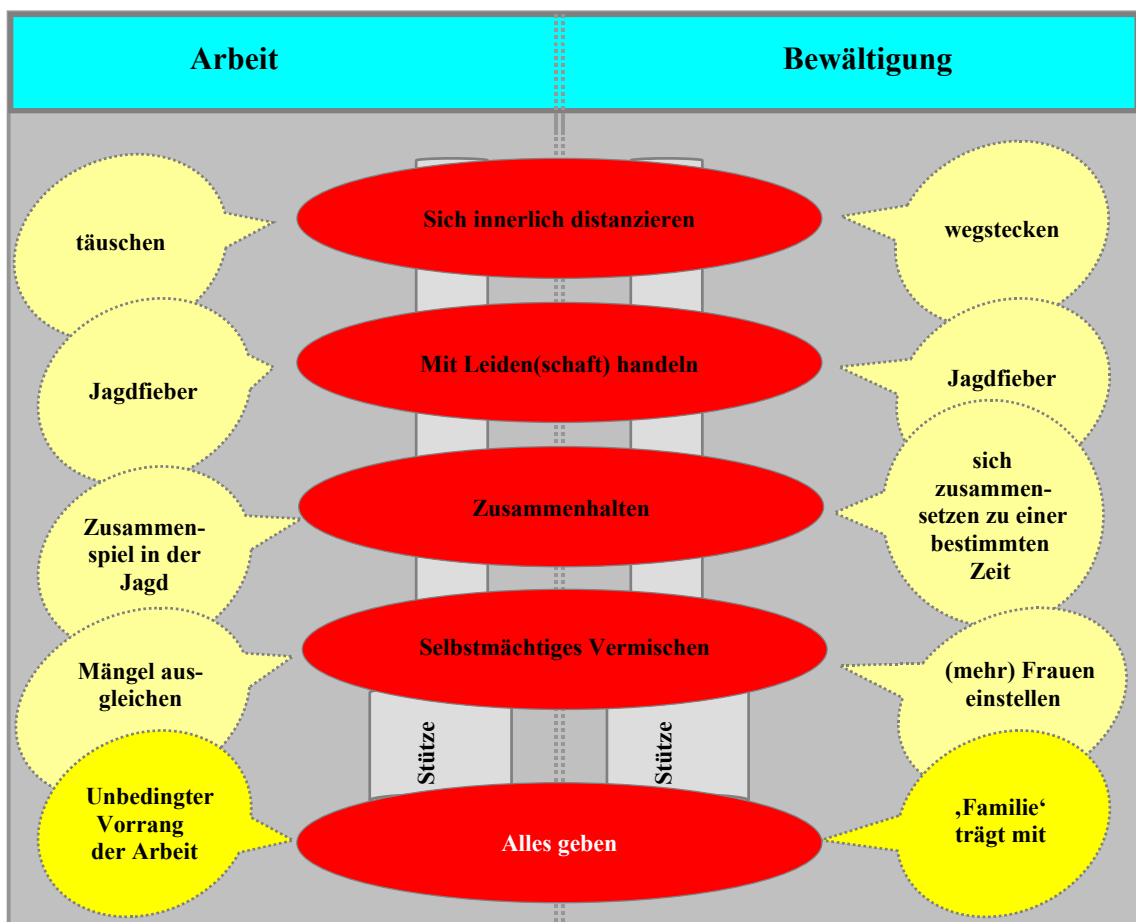 Arbeit
Bewältigung
täuschen
Sich innerlich distanzieren
wegstecken
Jagdfieber
Mit Leiden(schaft) handeln
Jagdfieber
Zusammen-
spiel in der
Jagd
Zusammenhalten
sich
zusammen-
setzen zu einer
bestimmten
Zeit
Mängel aus-
gleichen
Selbstmächtiges Vermischen
(mehr) Frauen
einstellen
Stütze
Stütze
Unbedingter
Vorrang
der Arbeit
Alles geben
‚Familie‘
trägt mit